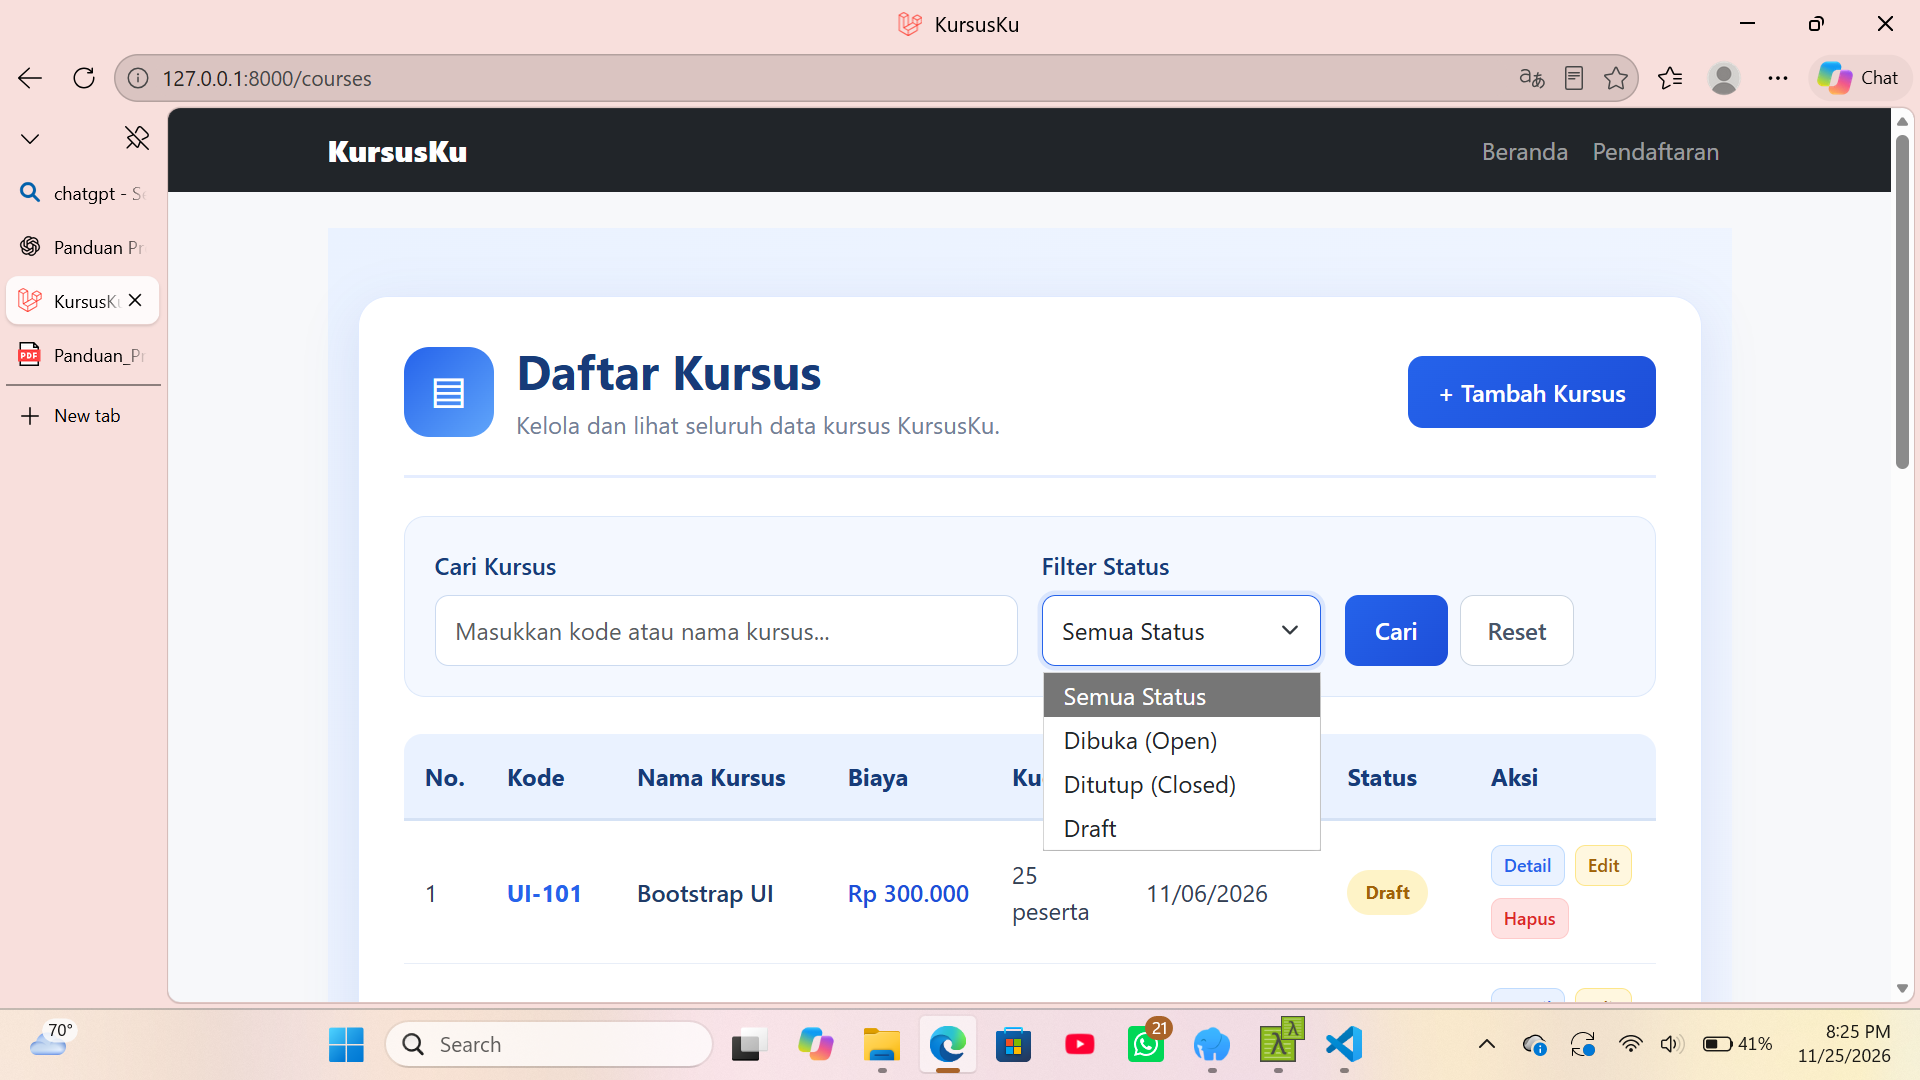 KursusKu
127.0.0.1:8000/courses
Chat
chatgpt - Se
Panduan Pr
KursusKu
Panduan_Pr
New tab
KursusKu
Beranda Pendaftaran
Daftar Kursus
Kelola dan lihat seluruh data kursus KursusKu.
+ Tambah Kursus
Cari Kursus
Filter Status
Masukkan kode atau nama kursus...
Semua Status
Cari
Reset
Semua Status
Dibuka (Open)
Ditutup (Closed)
Draft
No. Kode Nama Kursus Biaya Ku Status Aksi
1 UI-101 Bootstrap UI Rp 300.000 25 peserta 11/06/2026 Draft
Detail Edit
Hapus
70°
Search
21
41%
8:25 PM
11/25/2026